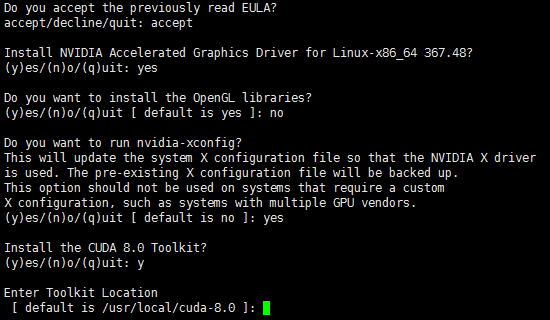 Do you accept the previously read EULA?
accept/decline/quit: accept
Install NVIDIA Accelerated Graphics Driver for Linux-x86_64 367.48?
(y)es/(n)o/(q)uit: yes
Do you want to install the OpenGL libraries?
(y)es/(n)o/(q)uit [ default is yes ]: no
Do you want to run nvidia-xconfig?
This will update the system X configuration file so that the NVIDIA X driver
is used. The pre-existing X configuration file will be backed up.
This option should not be used on systems that require a custom
X configuration, such as systems with multiple GPU vendors.
(y)es/(n)o/(q)uit [ default is no ]: yes
Install the CUDA 8.0 Toolkit?
(y)es/(n)o/(q)uit: y
Enter Toolkit Location
[ default is /usr/local/cuda-8.0 ]: